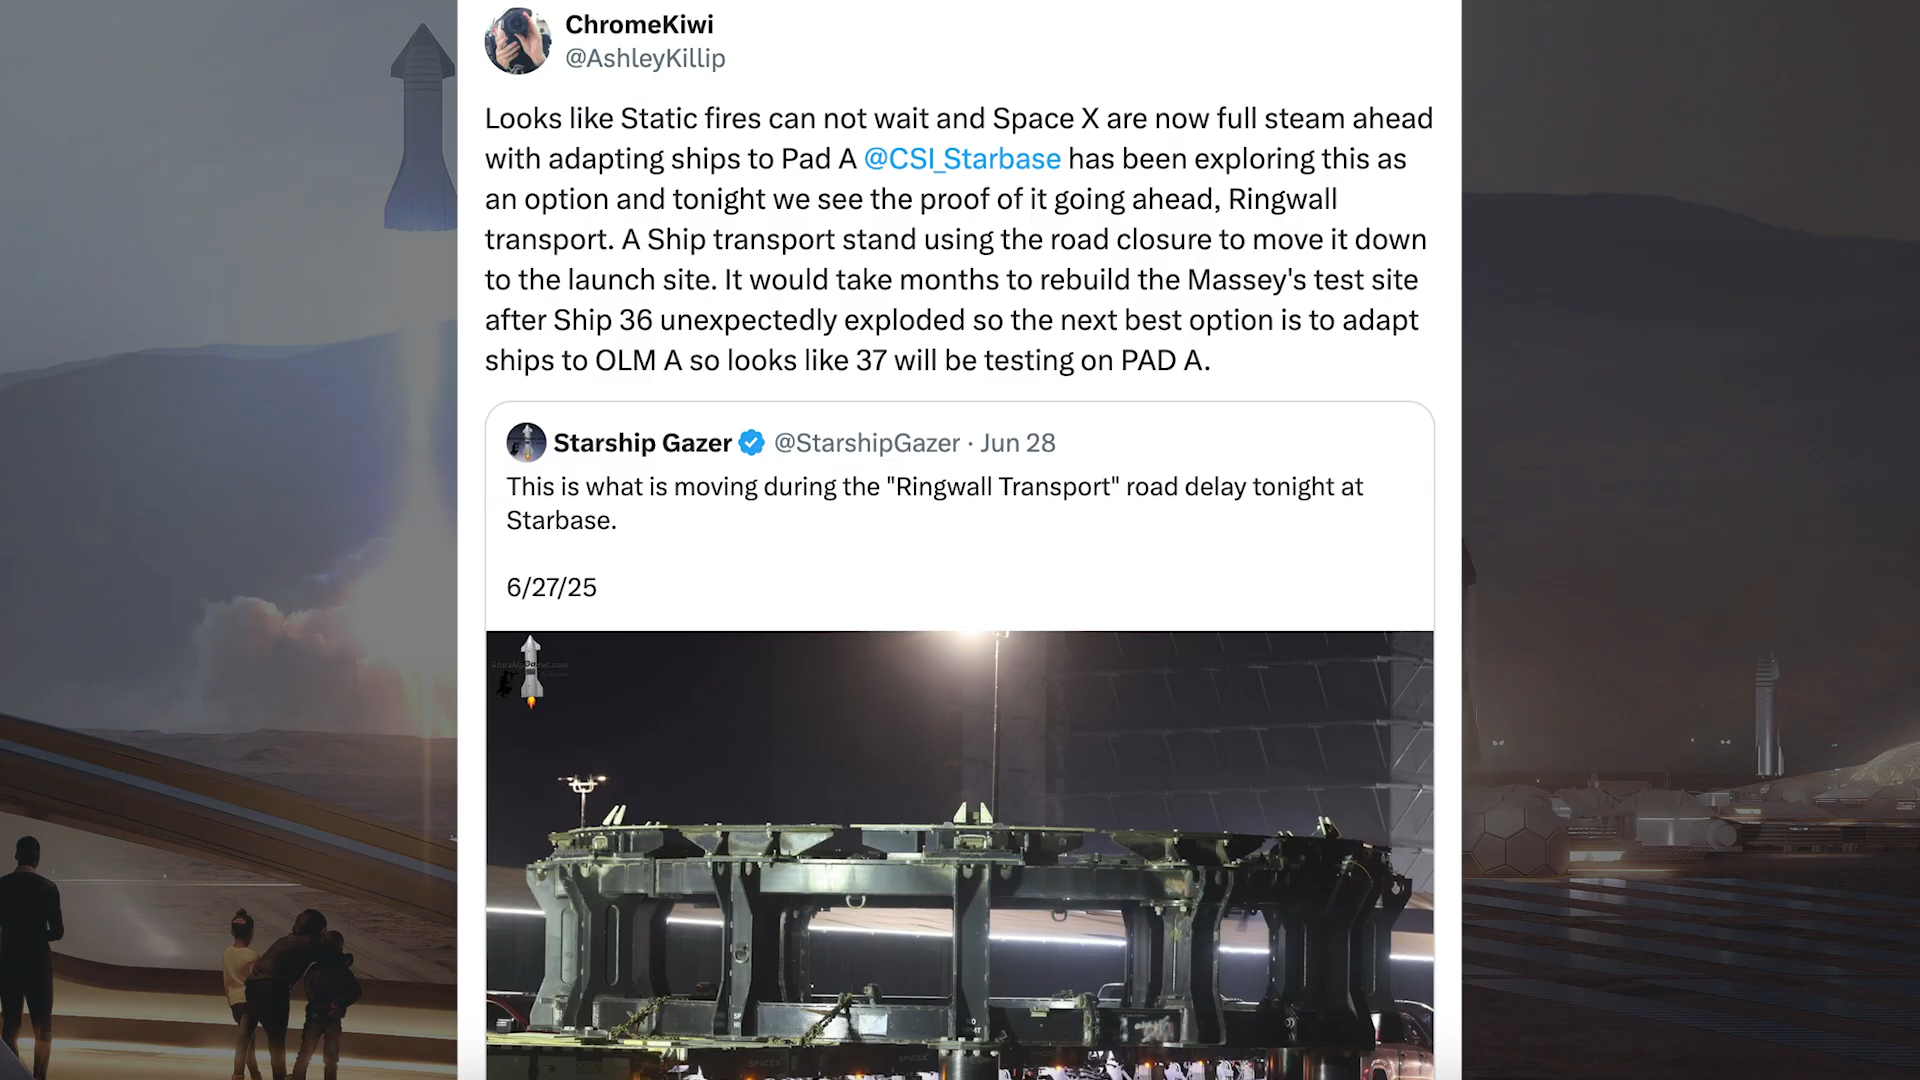 ChromeKiwi
@AshleyKillip
Looks like Static fires can not wait and Space X are now full steam ahead
with adapting ships to Pad A @CSI_Starbase has been exploring this as
an option and tonight we see the proof of it going ahead, Ringwall
transport. A Ship transport stand using the road closure to move it down
to the launch site. It would take months to rebuild the Massey's test site
after Ship 36 unexpectedly exploded so the next best option is to adapt
ships to OLM A so looks like 37 will be testing on PAD A.
Starship Gazer @StarshipGazer · Jun 28
This is what is moving during the "Ringwall Transport" road delay tonight at
Starbase.
6/27/25
StarshipGazer.com
SPACEX
SPACEX